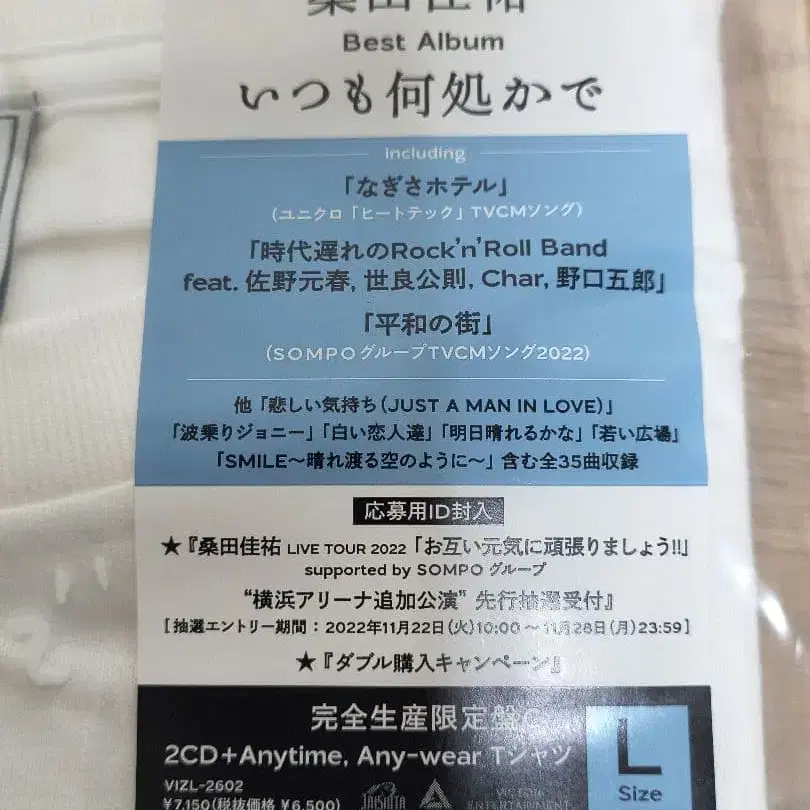 桑田佳祐
Best Album
いつも何処かで
including
「なぎさホテル」
(ユニクロ「ヒートテック」TVCMソング)
「時代遅れのRock'n'Roll Band
feat. 佐野元春, 世良公則, Char, 野口五郎」
「平和の街」
(SOMPOグループTVCMソング2022)
他「悲しい気持ち(JUST A MAN IN LOVE)」
「波乗りジョニー」「白い恋人達」「明日晴れるかな」「若い広場」
「SMILE〜晴れ渡る空のように〜」含む全35曲収録
応募用ID封入
★『桑田佳祐 LIVE TOUR 2022「お互い元気に頑張りましょう!!」
supported by SOMPO グループ
"横浜アリーナ追加公演" 先行抽選受付』
[抽選エントリー期間:2022年11月22日(火)10:00〜11月28日(月)23:59]
★『ダブル購入キャンペーン』
完全生産限定盤C
2CD+Anytime, Any-wear Tシャツ
L
Size
VIZL-2602
¥7,150(税抜価格 ¥6,500)
TAISHITA
VICTOR
ENTERTAINMENT